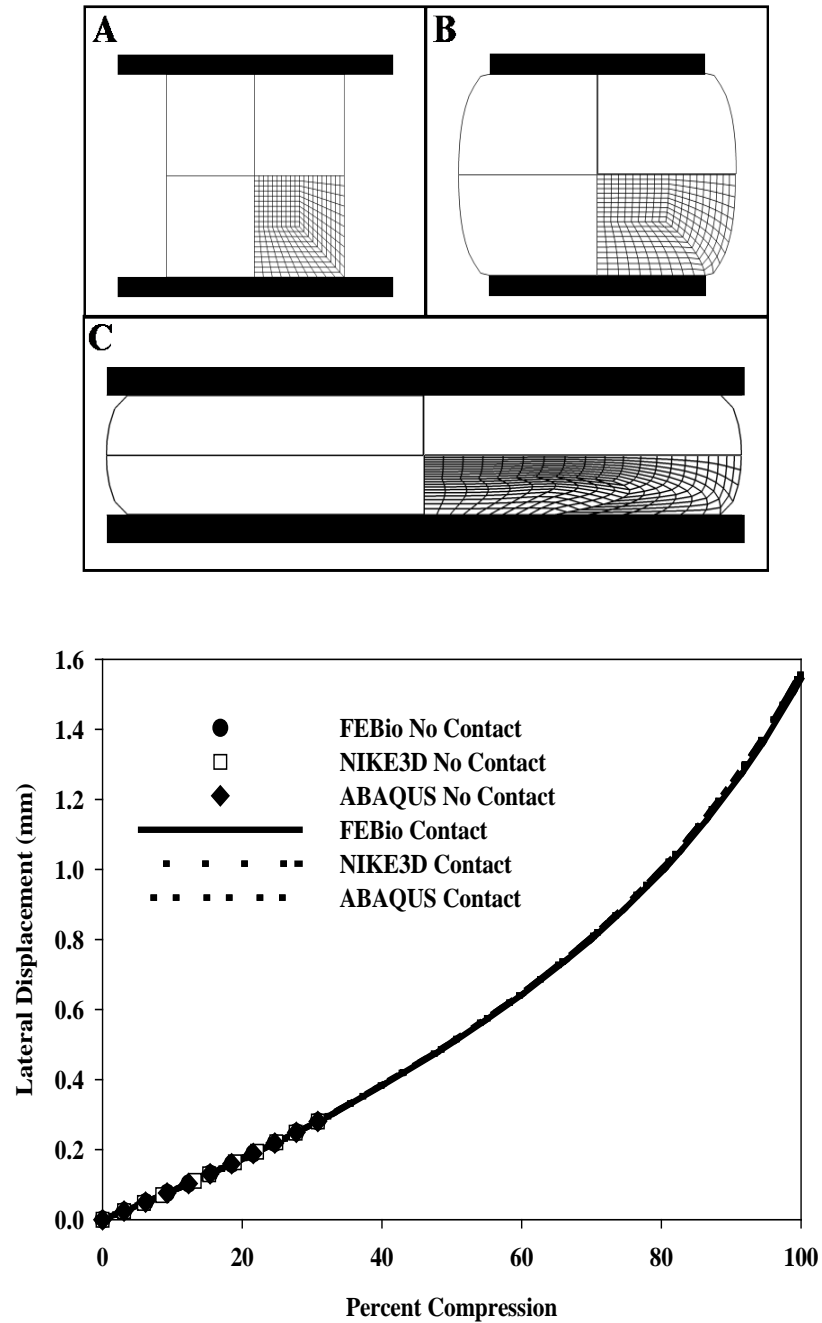 A
B
C
1.6
1.4
1.2
1.0
0.8
0.6
0.4
0.2
0.0
Lateral Displacement (mm)
FEBio No Contact
NIKE3D No Contact
ABAQUS No Contact
FEBio Contact
NIKE3D Contact
ABAQUS Contact
0 20 40 60 80 100
Percent Compression